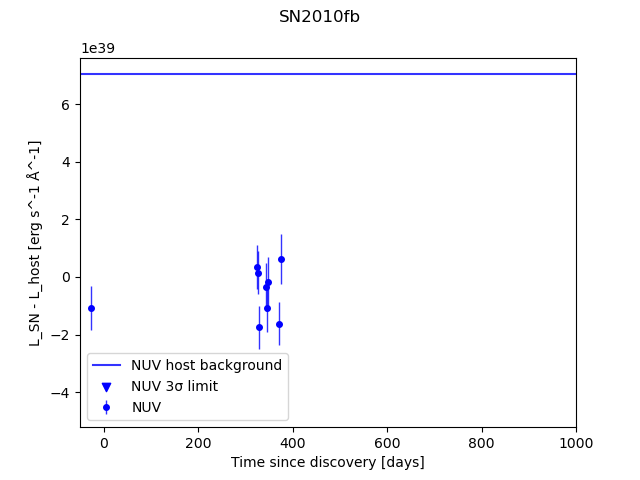 SN2010fb
1e39
6
4
2
0
−2
−4
L_SN - L_host [erg s^-1 Å^-1]
NUV host background
NUV 3σ limit
NUV
0 200 400 600 800 1000
Time since discovery [days]